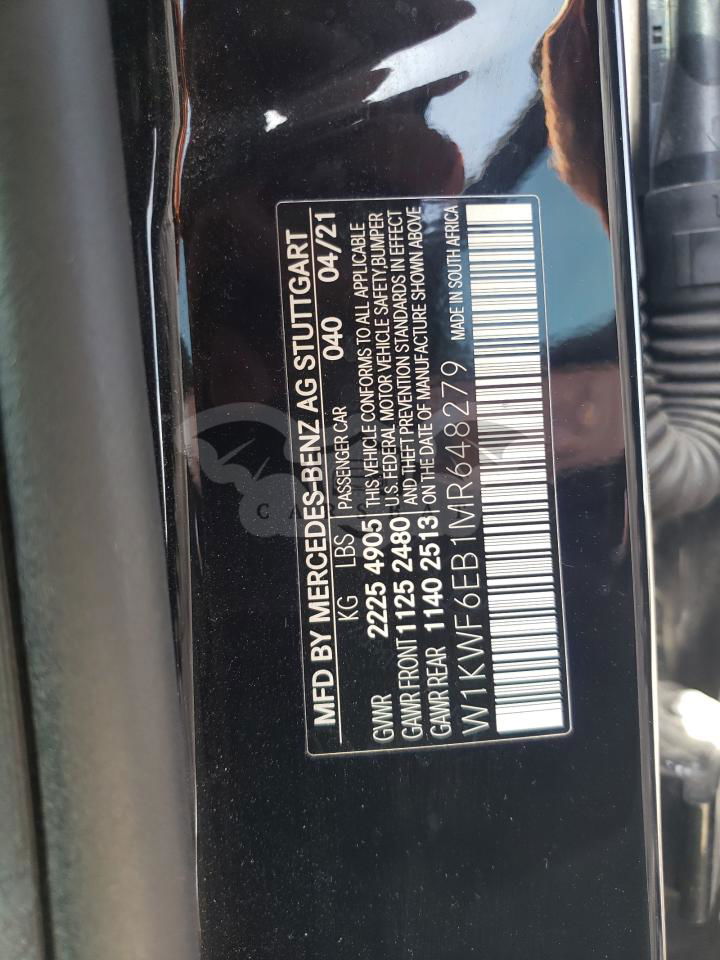 MFD BY MERCEDES-BENZ AG STUTTGART
KG LBS PASSENGER CAR 040 04/21
GVWR 2225 4905 THIS VEHICLE CONFORMS TO ALL APPLICABLE
GAWR FRONT 1125 2480 U.S. FEDERAL MOTOR VEHICLE SAFETY,BUMPER
GAWR REAR 1140 2513 AND THEFT PREVENTION STANDARDS IN EFFECT
ON THE DATE OF MANUFACTURE SHOWN ABOVE
W1KWF6EB1MR648279 MADE IN SOUTH AFRICA